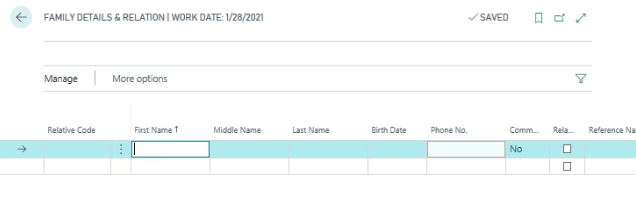 FAMILY DETAILS & RELATION | WORK DATE: 1/28/2021
✓ SAVED
Manage
More options
Relative Code
First Name ↑
Middle Name
Last Name
Birth Date
Phone No.
Comm...
Rela...
Reference Na
No